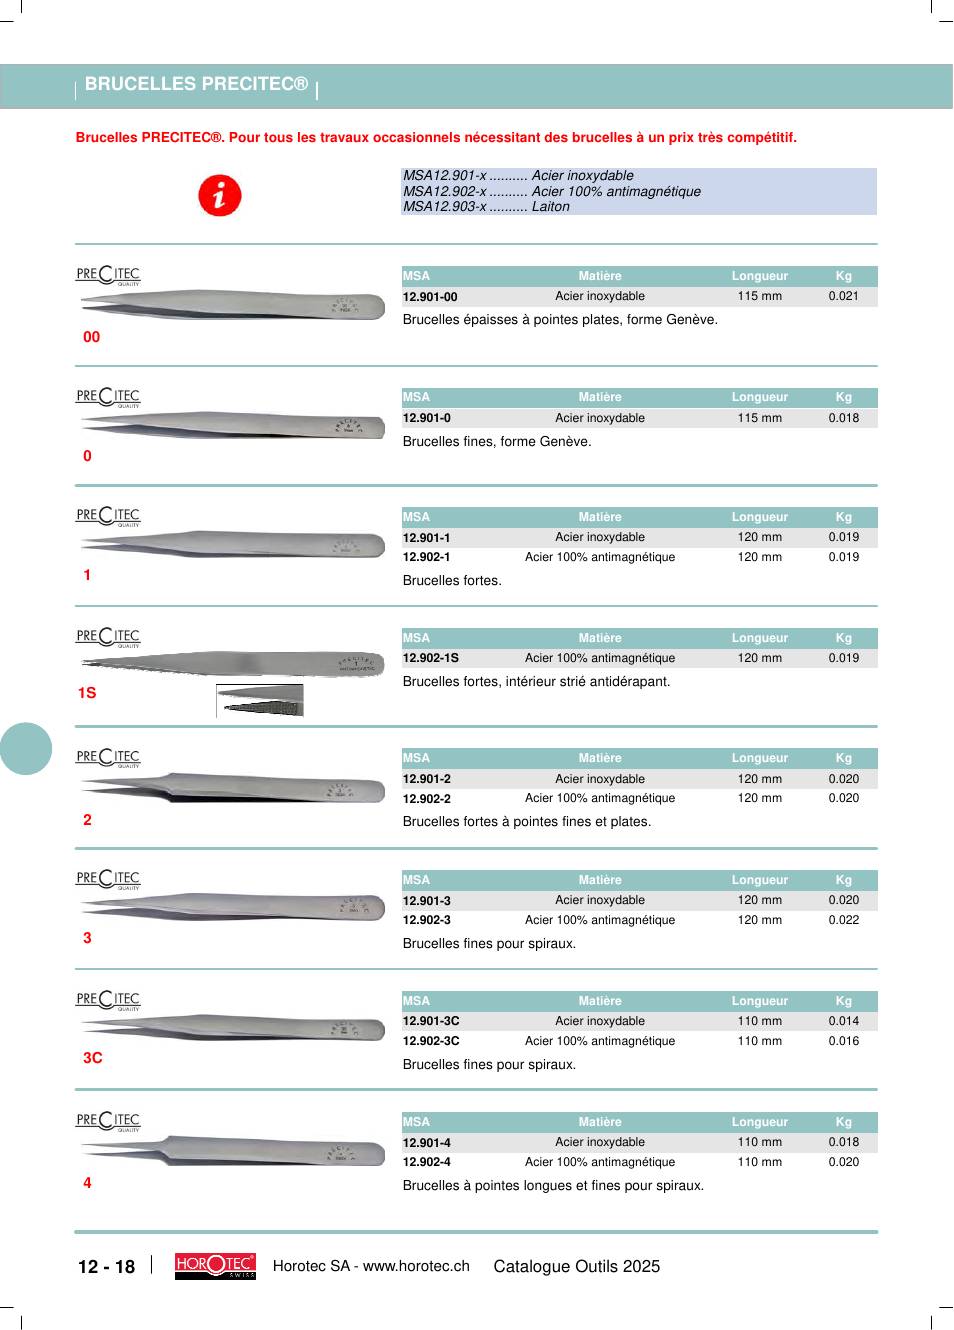 BRUCELLES PRECITEC®
Brucelles PRECITEC®. Pour tous les travaux occasionnels nécessitant des brucelles à un prix très compétitif.
MSA12.901-x .......... Acier inoxydable
MSA12.902-x .......... Acier 100% antimagnétique
MSA12.903-x .......... Laiton
PRECITEC
QUALITY
00
MSA Matière Longueur Kg
12.901-00 Acier inoxydable 115 mm 0.021
Brucelles épaisses à pointes plates, forme Genève.
PRECITEC
QUALITY
0
MSA Matière Longueur Kg
12.901-0 Acier inoxydable 115 mm 0.018
Brucelles fines, forme Genève.
PRECITEC
QUALITY
1
MSA Matière Longueur Kg
12.901-1 Acier inoxydable 120 mm 0.019
12.902-1 Acier 100% antimagnétique 120 mm 0.019
Brucelles fortes.
PRECITEC
QUALITY
1S
MSA Matière Longueur Kg
12.902-1S Acier 100% antimagnétique 120 mm 0.019
Brucelles fortes, intérieur strié antidérapant.
PRECITEC
QUALITY
2
MSA Matière Longueur Kg
12.901-2 Acier inoxydable 120 mm 0.020
12.902-2 Acier 100% antimagnétique 120 mm 0.020
Brucelles fortes à pointes fines et plates.
PRECITEC
QUALITY
3
MSA Matière Longueur Kg
12.901-3 Acier inoxydable 120 mm 0.020
12.902-3 Acier 100% antimagnétique 120 mm 0.022
Brucelles fines pour spiraux.
PRECITEC
QUALITY
3C
MSA Matière Longueur Kg
12.901-3C Acier inoxydable 110 mm 0.014
12.902-3C Acier 100% antimagnétique 110 mm 0.016
Brucelles fines pour spiraux.
PRECITEC
QUALITY
4
MSA Matière Longueur Kg
12.901-4 Acier inoxydable 110 mm 0.018
12.902-4 Acier 100% antimagnétique 110 mm 0.020
Brucelles à pointes longues et fines pour spiraux.
12 - 18 HOROTEC® SWISS Horotec SA - www.horotec.ch Catalogue Outils 2025